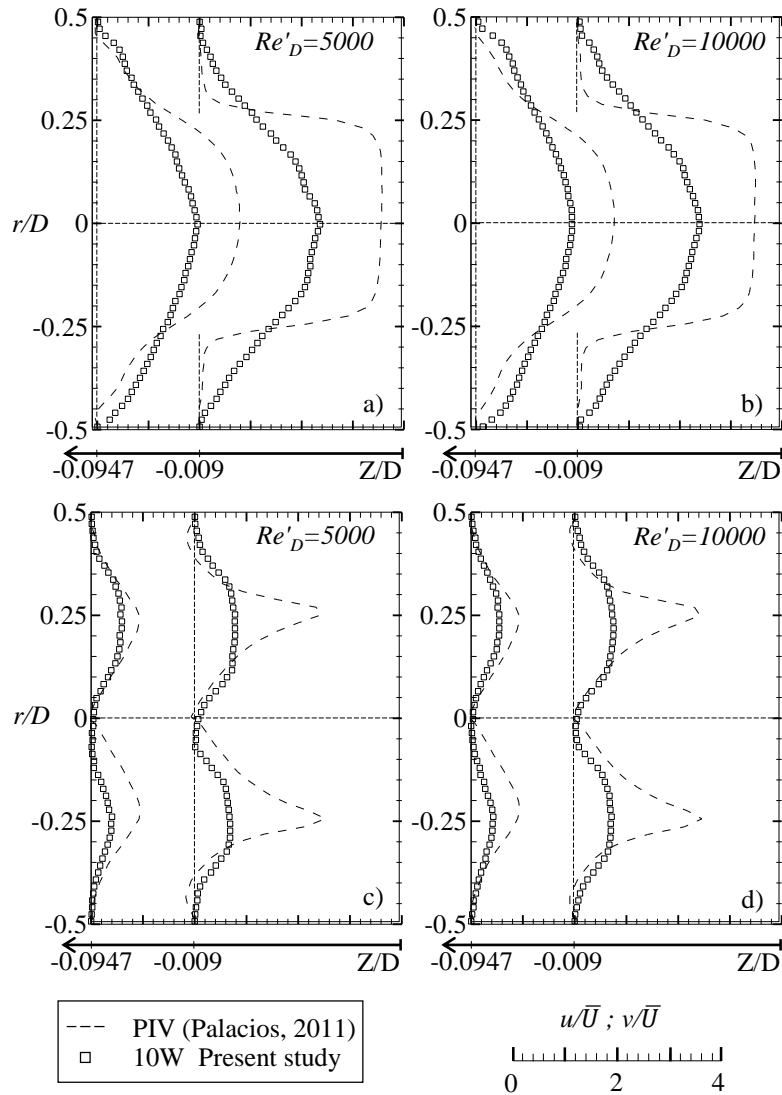 0.5
0.25
r/D
0
-0.25
-0.5
Re'D=5000
a)
-0.0947
-0.009
Z/D
0.5
0.25
0
-0.25
-0.5
Re'D=10000
b)
-0.0947
-0.009
Z/D
0.5
0.25
r/D
0
-0.25
-0.5
Re'D=5000
c)
-0.0947
-0.009
Z/D
0.5
0.25
0
-0.25
-0.5
Re'D=10000
d)
-0.0947
-0.009
Z/D
PIV (Palacios, 2011)
10W Present study
u/U̅ ; v/U̅
0 2 4